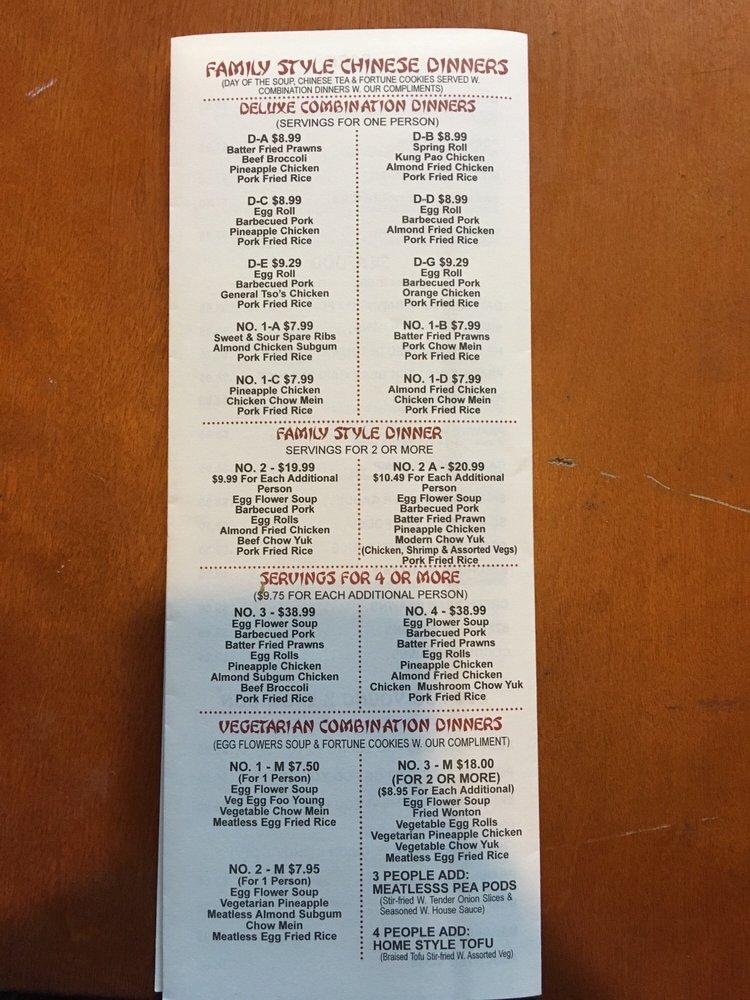 FAMILY STYLE CHINESE DINNERS
(DAY OF THE SOUP, CHINESE TEA & FORTUNE COOKIES SERVED W.
COMBINATION DINNERS W. OUR COMPLIMENTS)
DELUXE COMBINATION DINNERS
(SERVINGS FOR ONE PERSON)
D-A $8.99
Batter Fried Prawns
Beef Broccoli
Pineapple Chicken
Pork Fried Rice
D-B $8.99
Spring Roll
Kung Pao Chicken
Almond Fried Chicken
Pork Fried Rice
D-C $8.99
Egg Roll
Barbecued Pork
Pineapple Chicken
Pork Fried Rice
D-D $8.99
Egg Roll
Barbecued Pork
Almond Fried Chicken
Pork Fried Rice
D-E $9.29
Egg Roll
Barbecued Pork
General Tso's Chicken
Pork Fried Rice
D-G $9.29
Egg Roll
Barbecued Pork
Orange Chicken
Pork Fried Rice
NO. 1-A $7.99
Sweet & Sour Spare Ribs
Almond Chicken Subgum
Pork Fried Rice
NO. 1-B $7.99
Batter Fried Prawns
Pork Chow Mein
Pork Fried Rice
NO. 1-C $7.99
Pineapple Chicken
Chicken Chow Mein
Pork Fried Rice
NO. 1-D $7.99
Almond Fried Chicken
Chicken Chow Mein
Pork Fried Rice
FAMILY STYLE DINNER
SERVINGS FOR 2 OR MORE
NO. 2 - $19.99
$9.99 For Each Additional
Person
Egg Flower Soup
Barbecued Pork
Egg Rolls
Almond Fried Chicken
Beef Chow Yuk
Pork Fried Rice
NO. 2 A - $20.99
$10.49 For Each Additional
Person
Egg Flower Soup
Barbecued Pork
Batter Fried Prawn
Pineapple Chicken
Modern Chow Yuk
(Chicken, Shrimp & Assorted Vegs)
Pork Fried Rice
SERVINGS FOR 4 OR MORE
($9.75 FOR EACH ADDITIONAL PERSON)
NO. 3 - $38.99
Egg Flower Soup
Barbecued Pork
Batter Fried Prawns
Egg Rolls
Pineapple Chicken
Almond Subgum Chicken
Beef Broccoli
Pork Fried Rice
NO. 4 - $38.99
Egg Flower Soup
Barbecued Pork
Batter Fried Prawns
Egg Rolls
Pineapple Chicken
Almond Fried Chicken
Chicken Mushroom Chow Yuk
Pork Fried Rice
VEGETARIAN COMBINATION DINNERS
(EGG FLOWERS SOUP & FORTUNE COOKIES W. OUR COMPLIMENT)
NO. 1 - M $7.50
(For 1 Person)
Egg Flower Soup
Veg Egg Foo Young
Vegetable Chow Mein
Meatless Egg Fried Rice
NO. 2 - M $7.95
(For 1 Person)
Egg Flower Soup
Vegetarian Pineapple
Meatless Almond Subgum
Chow Mein
Meatless Egg Fried Rice
NO. 3 - M $18.00
(FOR 2 OR MORE)
($8.95 For Each Additional)
Egg Flower Soup
Fried Wonton
Vegetable Egg Rolls
Vegetarian Pineapple Chicken
Vegetable Chow Yuk
Meatless Egg Fried Rice
3 PEOPLE ADD:
MEATLESSS PEA PODS
(Stir-fried W. Tender Onion Slices &
Seasoned W. House Sauce)
4 PEOPLE ADD:
HOME STYLE TOFU
(Braised Tofu Stir-fried W. Assorted Veg)